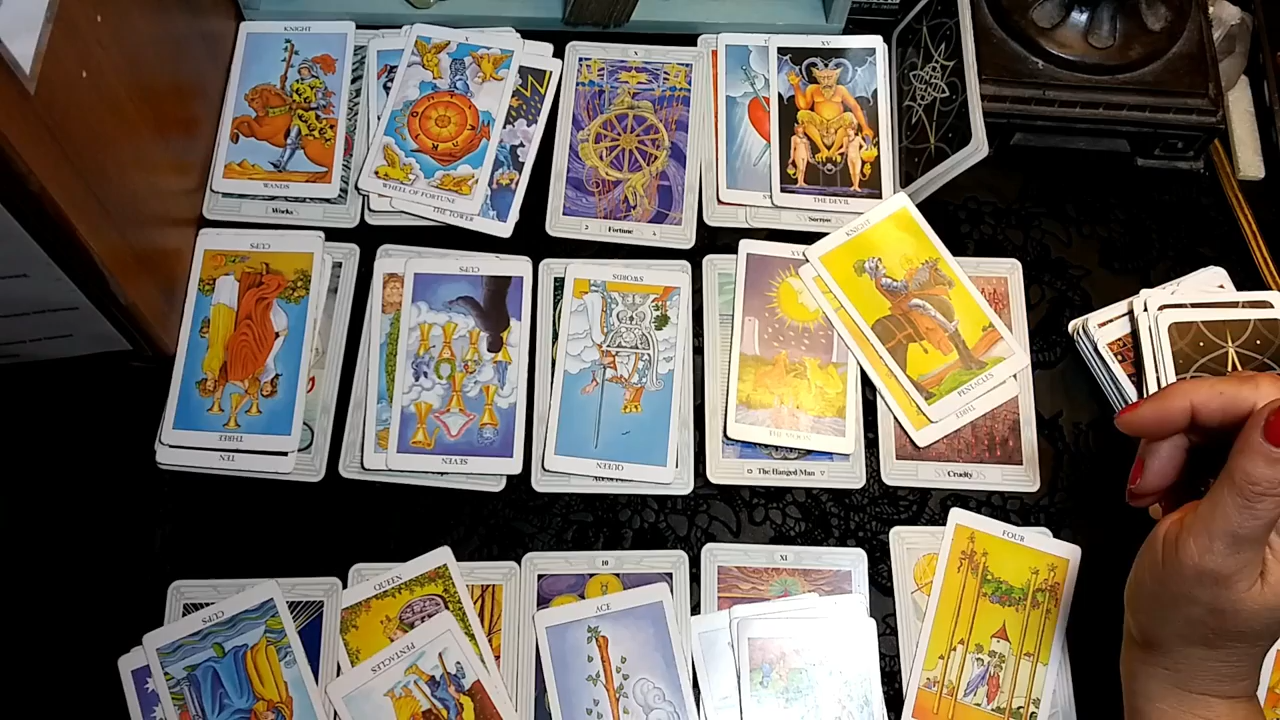 KNIGHT
WANDS
Works
X
WHEEL OF FORTUNE
THE TOWER
X
Fortune
XV
THE DEVIL
Sorrow
CUPS
THREE
TEN
CUPS
SEVEN
SWORDS
QUEEN
THE MOON
The Hanged Man
KNIGHT
PENTACLES
THREE
Cruelty
CUPS
QUEEN
PENTACLES
10
ACE
XI
FOUR